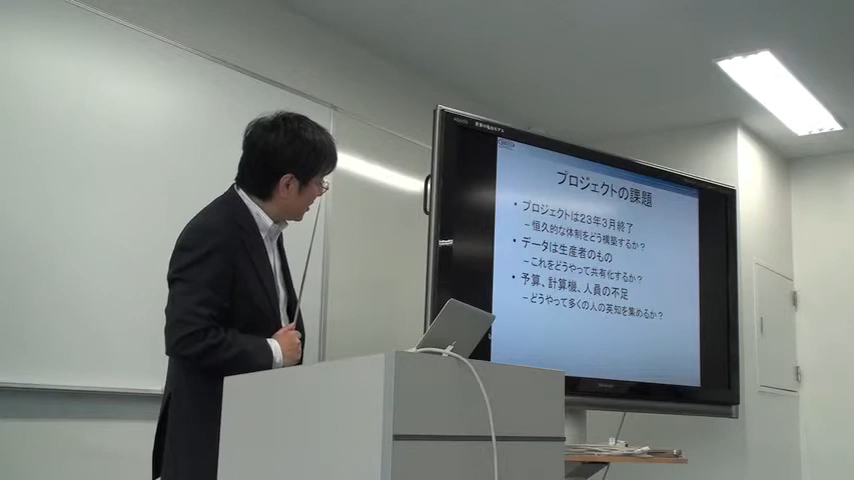 プロジェクトの課題
• プロジェクトは23年3月終了
– 恒久的な体制をどう構築するか？
• データは生産者のもの
– これをどうやって共有化するか？
• 予算、計算機、人員の不足
– どうやって多くの人の英知を集めるか？